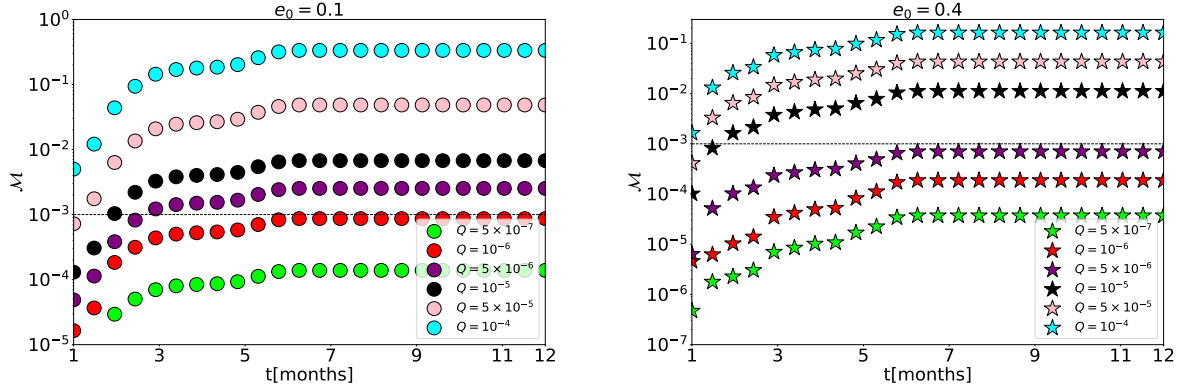 e₀ = 0.1
10⁰
10⁻¹
10⁻²
10⁻³
10⁻⁴
10⁻⁵
ℳ
Q = 5 × 10⁻⁷
Q = 10⁻⁶
Q = 5 × 10⁻⁶
Q = 10⁻⁵
Q = 5 × 10⁻⁵
Q = 10⁻⁴
1 3 5 7 9 11 12
t[months]
e₀ = 0.4
10⁻¹
10⁻²
10⁻³
10⁻⁴
10⁻⁵
10⁻⁶
10⁻⁷
ℳ
Q = 5 × 10⁻⁷
Q = 10⁻⁶
Q = 5 × 10⁻⁶
Q = 10⁻⁵
Q = 5 × 10⁻⁵
Q = 10⁻⁴
1 3 5 7 9 11 12
t[months]